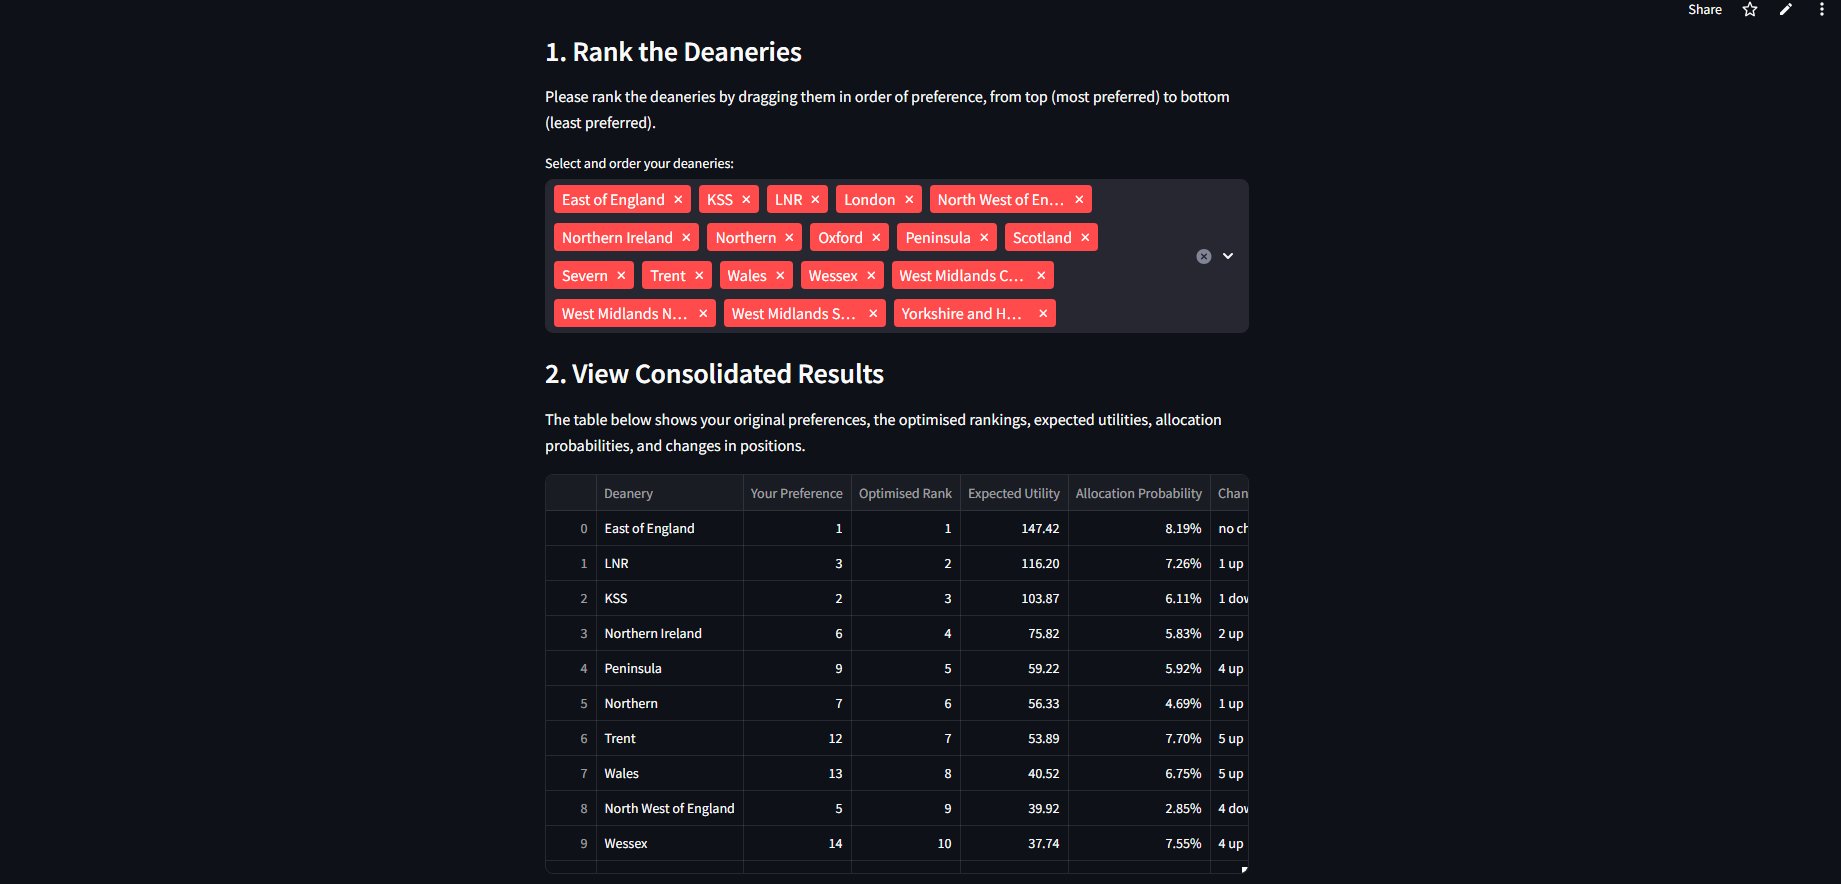 Share
1. Rank the Deaneries
Please rank the deaneries by dragging them in order of preference, from top (most preferred) to bottom
(least preferred).
Select and order your deaneries:
East of England × KSS × LNR × London × North West of En... ×
Northern Ireland × Northern × Oxford × Peninsula × Scotland ×
Severn × Trent × Wales × Wessex × West Midlands C... ×
West Midlands N... × West Midlands S... × Yorkshire and H... ×
2. View Consolidated Results
The table below shows your original preferences, the optimised rankings, expected utilities, allocation
probabilities, and changes in positions.
Deanery Your Preference Optimised Rank Expected Utility Allocation Probability Chan
0 East of England 1 1 147.42 8.19% no ch
1 LNR 3 2 116.20 7.26% 1 up
2 KSS 2 3 103.87 6.11% 1 dow
3 Northern Ireland 6 4 75.82 5.83% 2 up
4 Peninsula 9 5 59.22 5.92% 4 up
5 Northern 7 6 56.33 4.69% 1 up
6 Trent 12 7 53.89 7.70% 5 up
7 Wales 13 8 40.52 6.75% 5 up
8 North West of England 5 9 39.92 2.85% 4 dow
9 Wessex 14 10 37.74 7.55% 4 up